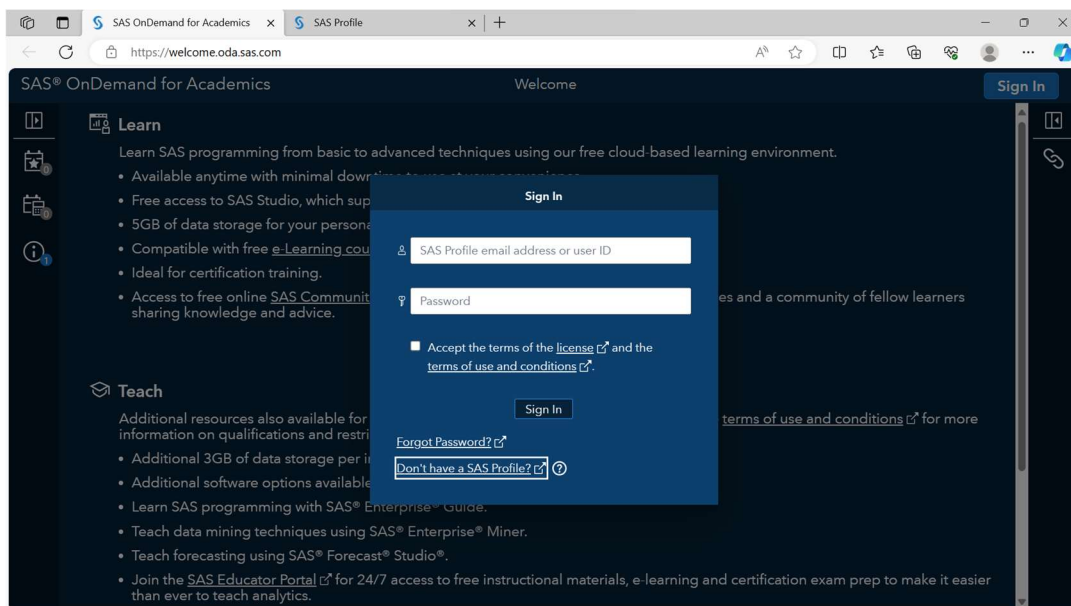 SAS OnDemand for Academics
SAS Profile
https://welcome.oda.sas.com
SAS® OnDemand for Academics
Welcome
Sign In
Learn
Learn SAS programming from basic to advanced techniques using our free cloud-based learning environment.
• Available anytime with minimal
• Free access to SAS Studio, which
• 5GB of data storage for your
• Compatible with free e-Learning
• Ideal for certification training.
• Access to free online SAS and a community of fellow learners
sharing knowledge and advice.
Sign In
SAS Profile email address or user ID
Password
Accept the terms of the license and the
terms of use and conditions.
Sign In
Forgot Password?
Don't have a SAS Profile?
Teach
Additional resources also available for terms of use and conditions for more
information on qualifications and
• Additional 3GB of data storage per
• Additional software options available
• Learn SAS programming with SAS® Enterprise® Guide.
• Teach data mining techniques using SAS® Enterprise® Miner.
• Teach forecasting using SAS® Forecast® Studio®.
• Join the SAS Educator Portal for 24/7 access to free instructional materials, e-learning and certification exam prep to make it easier
than ever to teach analytics.
0
0
1